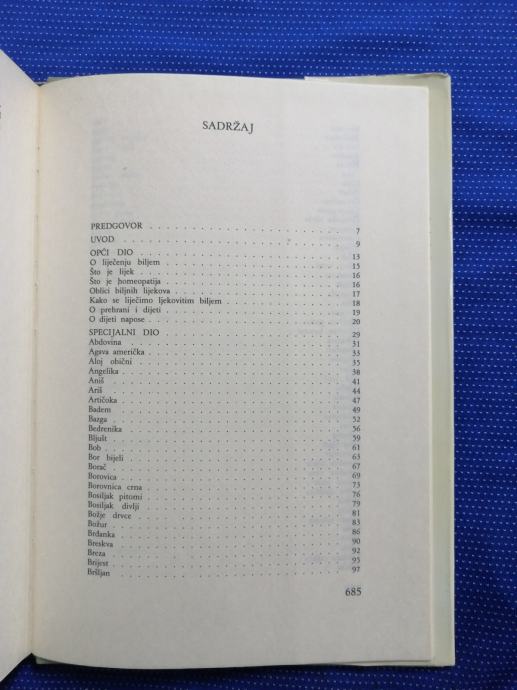 SADRŽAJ
PREDGOVOR . . . 7
UVOD . . . 9
OPĆI DIO . . . 13
O liječenju biljem . . . 15
Što je lijek . . . 16
Što je homeopatija . . . 16
Oblici biljnih lijekova . . . 17
Kako se liječimo ljekovitim biljem . . . 18
O prehrani i dijeti . . . 19
O dijeti napose . . . 20
SPECIJALNI DIO . . . 29
Abdovina . . . 31
Agava američka . . . 33
Aloj obični . . . 35
Angelika . . . 38
Aniš . . . 41
Ariš . . . 44
Artičoka . . . 47
Badem . . . 49
Bazga . . . 52
Bedrenika . . . 56
Bljušt . . . 59
Bob . . . 61
Bor bijeli . . . 63
Borač . . . 67
Borovica . . . 69
Borovnica crna . . . 73
Bosiljak pitomi . . . 76
Bosiljak divlji . . . 79
Božje drvce . . . 81
Božur . . . 83
Brđanka . . . 86
Breskva . . . 90
Breza . . . 92
Brijest . . . 95
Bršljan . . . 97
685